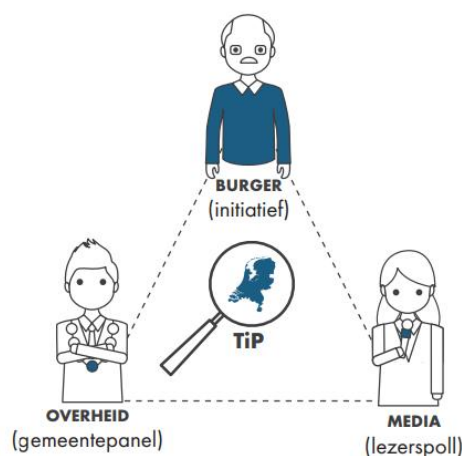 BURGER
(initiatief)
TiP
OVERHEID
(gemeentepanel)
MEDIA
(lezerspoll)